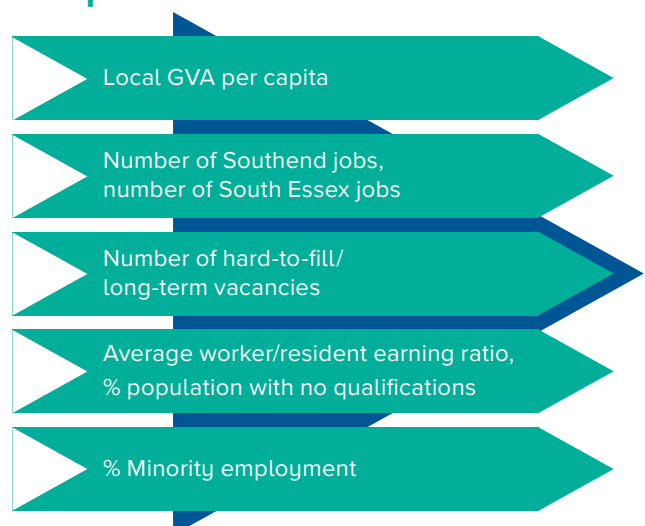 Local GVA per capita
Number of Southend jobs,
number of South Essex jobs
Number of hard-to-fill/
long-term vacancies
Average worker/resident earning ratio,
% population with no qualifications
% Minority employment